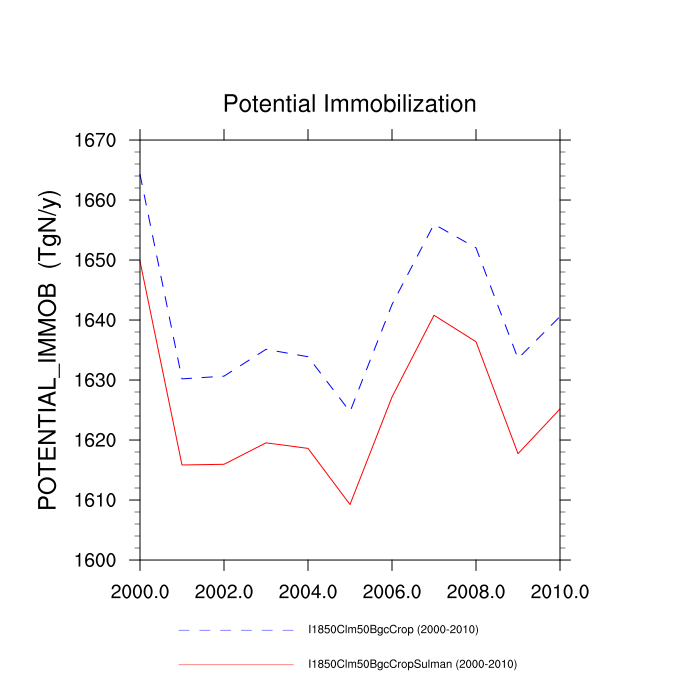 Potential Immobilization
POTENTIAL_IMMOB (TgN/y)
1670
1660
1650
1640
1630
1620
1610
1600
2000.0 2002.0 2004.0 2006.0 2008.0 2010.0
I1850Clm50BgcCrop (2000-2010)
I1850Clm50BgcCropSulman (2000-2010)